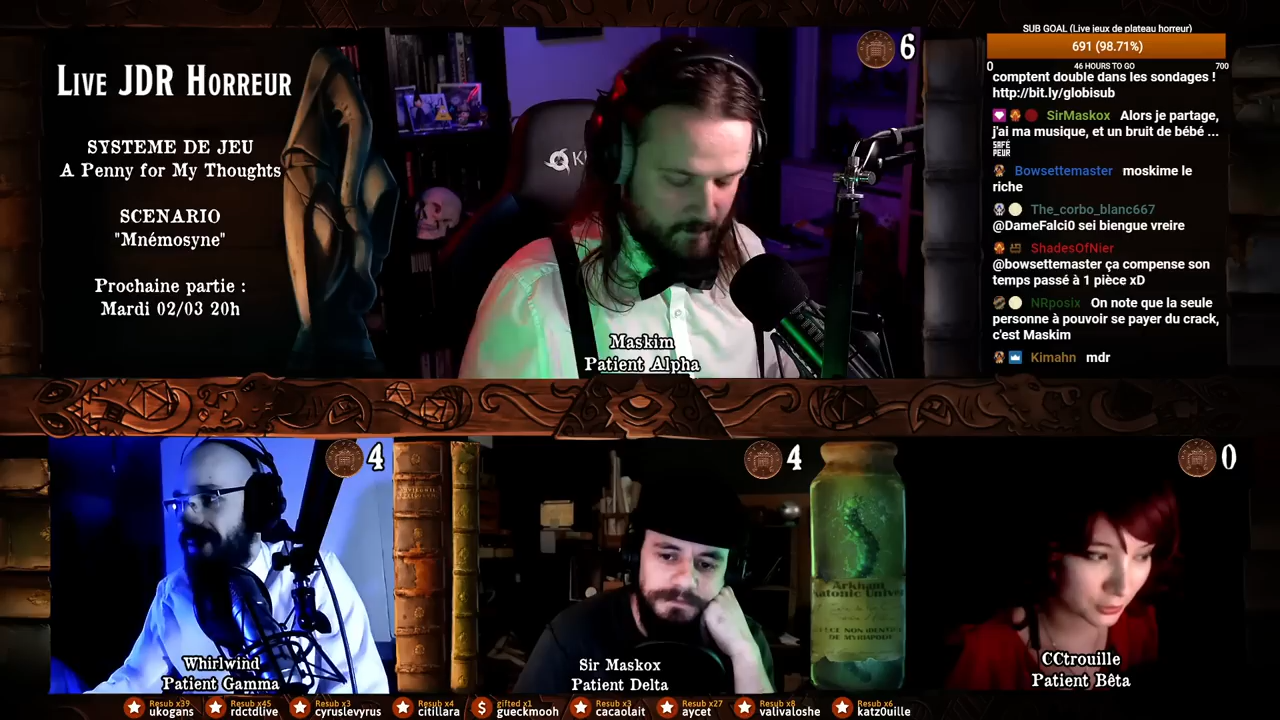 LIVE JDR HORREUR
SYSTEME DE JEU
A Penny for My Thoughts
SCENARIO
"Mnémosyne"
Prochaine partie :
Mardi 02/03 20h
6
Maskim
Patient Alpha
SUB GOAL (Live jeux de plateau horreur)
691 (98.71%)
0 46 HOURS TO GO 700
comptent double dans les sondages !
http://bit.ly/globisub
SirMaskox Alors je partage,
j'ai ma musique, et un bruit de bébé ...
SAFE
PEUR
Bowsettemaster moskime le
riche
The_corbo_blanc667
@DameFalci0 sei biengue vreire
ShadesOfNier
@bowsettemaster ça compense son
temps passé à 1 pièce xD
NRposix On note que la seule
personne à pouvoir se payer du crack,
c'est Maskim
Kimahn mdr
4
Whirlwind
Patient Gamma
4
Sir Maskox
Patient Delta
Arkham
0
CCtrouille
Patient Bêta
Resub x39
ukogans
Resub x45
rdctdlive
Resub x3
cyruslevyrus
Resub x4
citillara
gifted x1
gueckmooh
Resub x3
cacaolait
Resub x27
aycet
Resub x8
valivaloshe
Resub x6
katz0uille